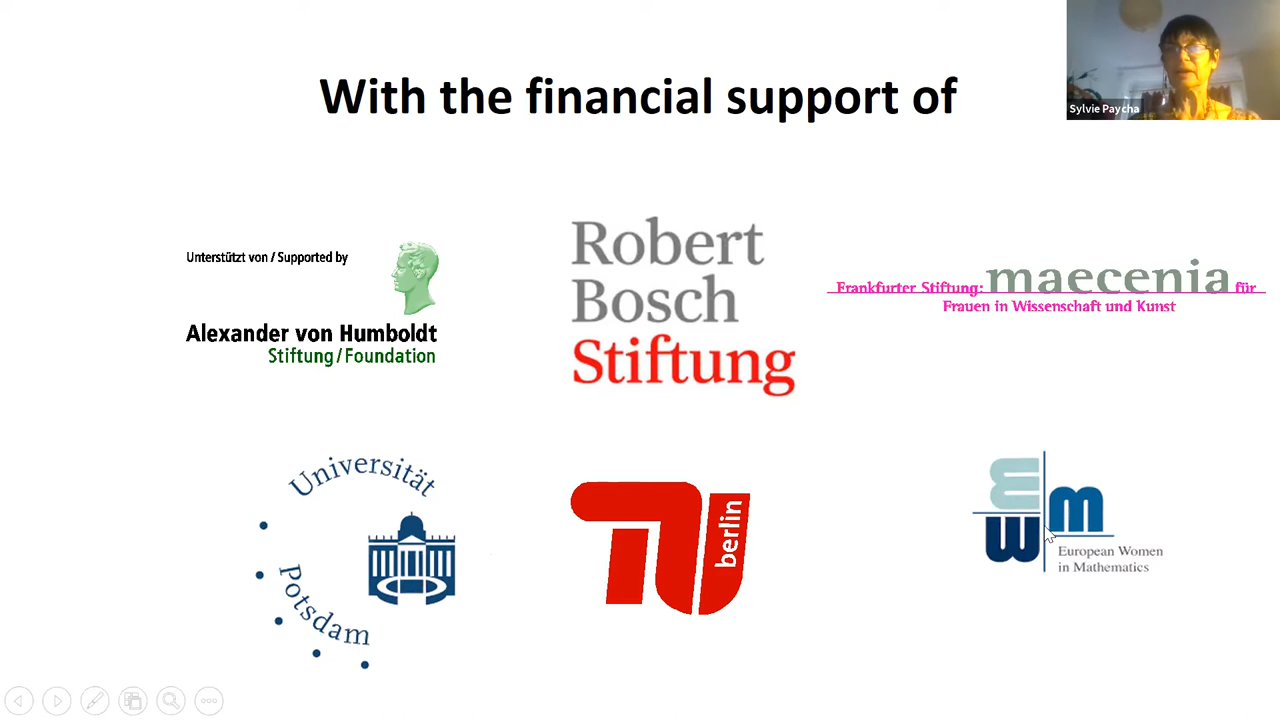 With the financial support of
Sylvie Paycha
Unterstützt von / Supported by
Alexander von Humboldt
Stiftung / Foundation
Robert
Bosch
Stiftung
Frankfurter Stiftung: maecenia für
Frauen in Wissenschaft und Kunst
Universität
Potsdam
TU
berlin
E
W m
European Women
in Mathematics